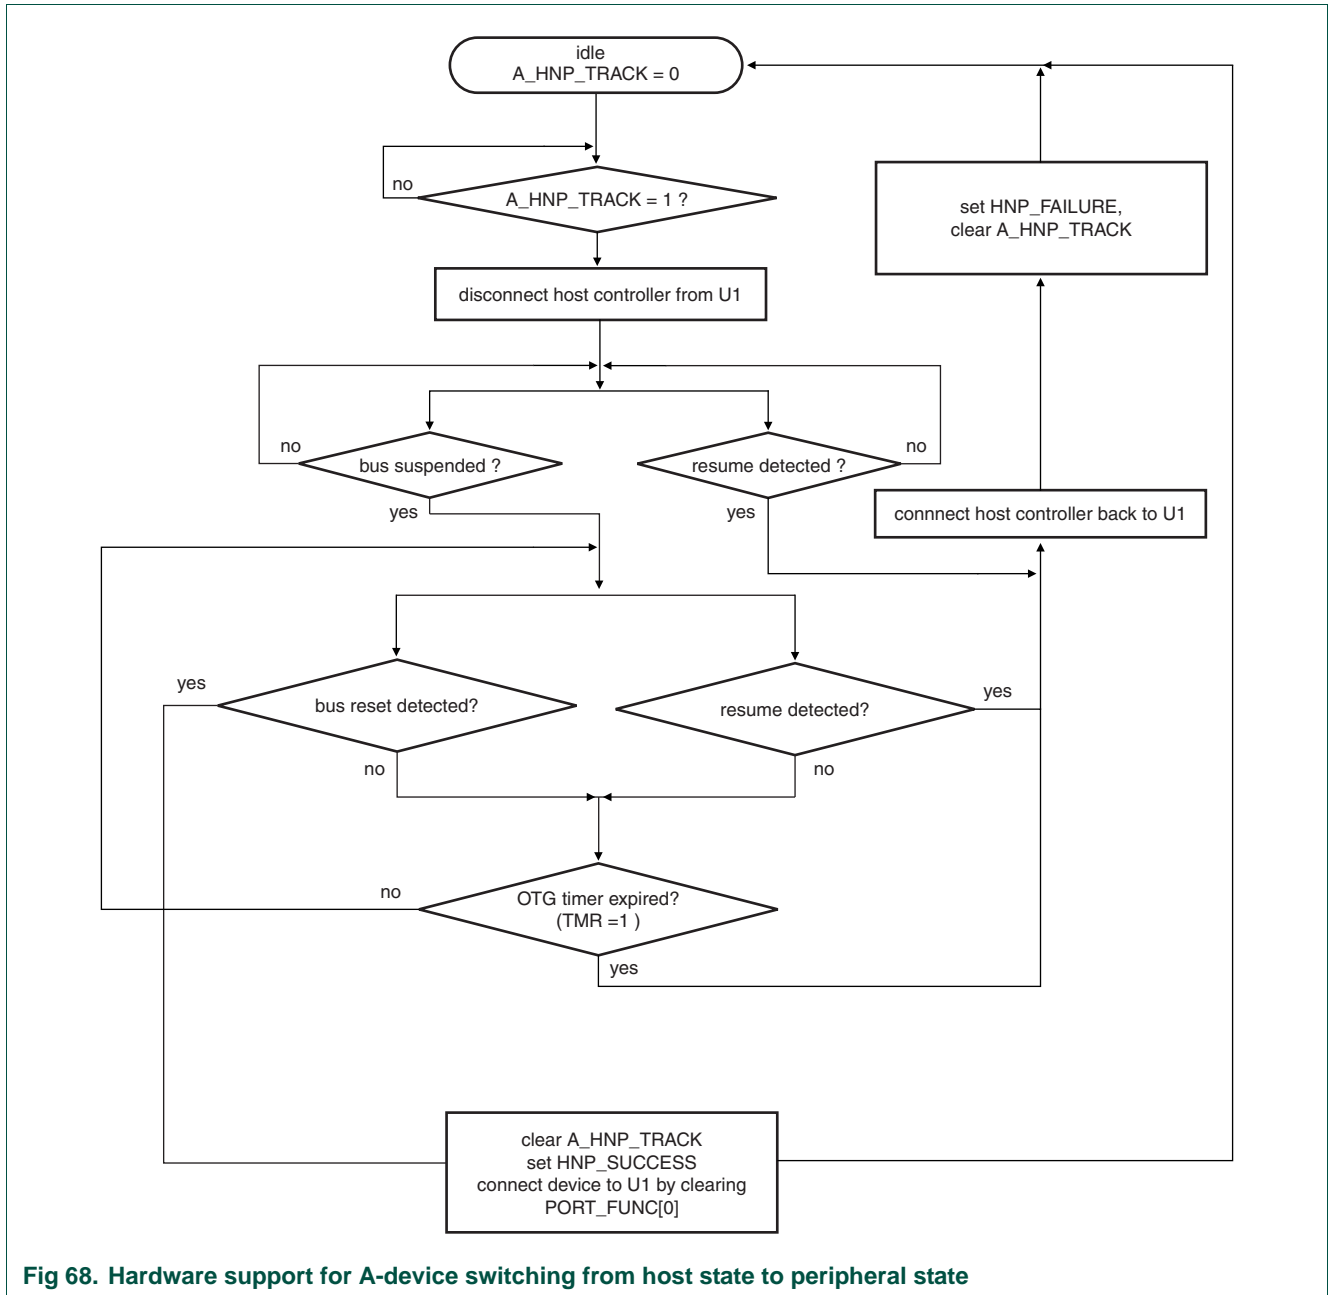 idle
A_HNP_TRACK = 0
no
A_HNP_TRACK = 1 ?
set HNP_FAILURE,
clear A_HNP_TRACK
disconnect host controller from U1
no
bus suspended ?
resume detected ?
no
yes
yes
connnect host controller back to U1
yes
bus reset detected?
resume detected?
yes
no
no
no
OTG timer expired?
(TMR =1 )
yes
clear A_HNP_TRACK
set HNP_SUCCESS
connect device to U1 by clearing
PORT_FUNC[0]
Fig 68. Hardware support for A-device switching from host state to peripheral state